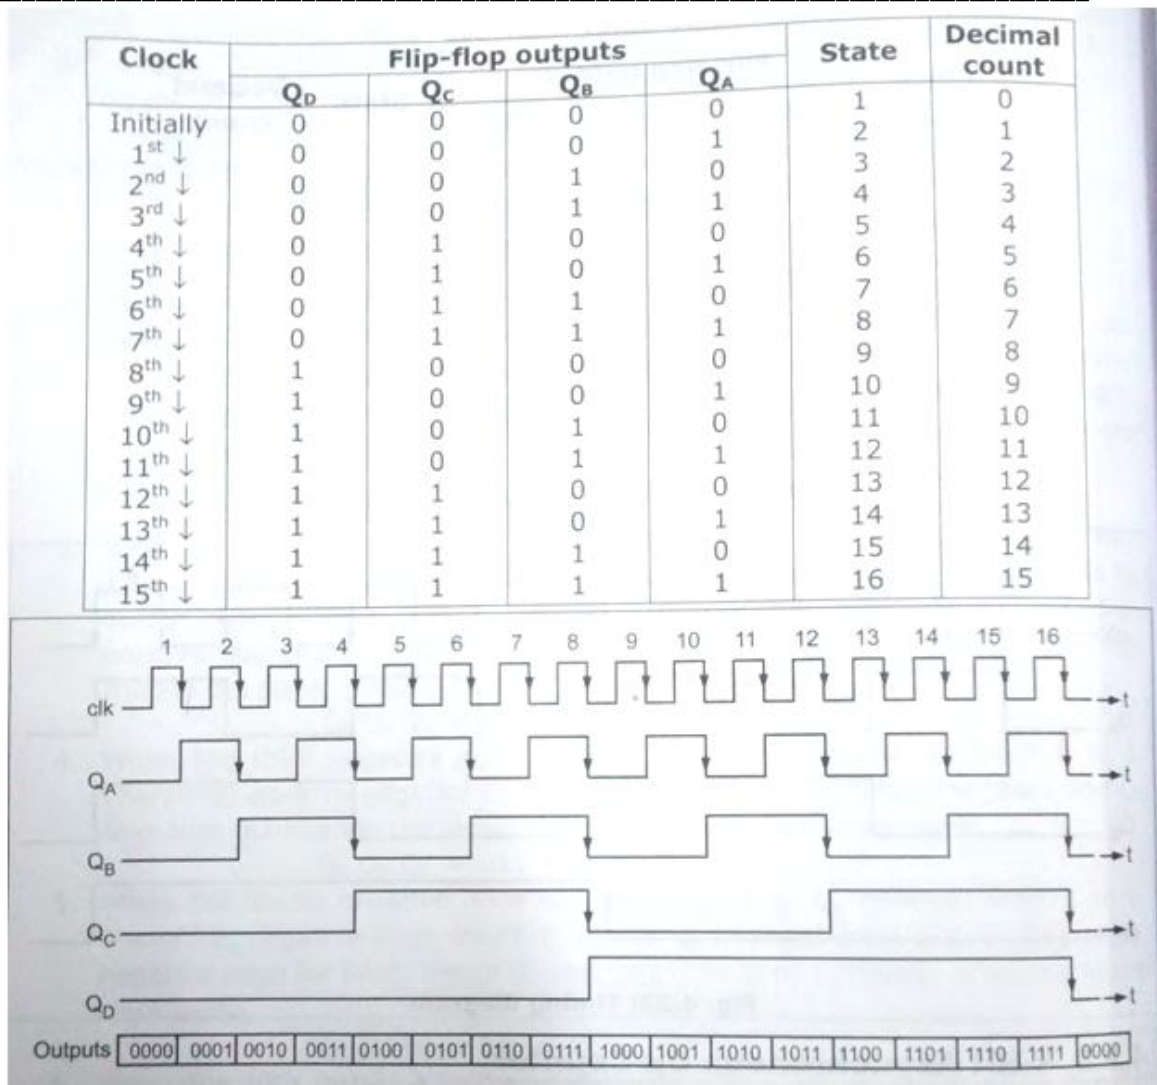 Clock Flip-flop outputs State Decimal count
Q_D Q_C Q_B Q_A
Initially 0 0 0 0 1 0
1st ↓ 0 0 0 1 2 1
2nd ↓ 0 0 1 0 3 2
3rd ↓ 0 0 1 1 4 3
4th ↓ 0 1 0 0 5 4
5th ↓ 0 1 0 1 6 5
6th ↓ 0 1 1 0 7 6
7th ↓ 0 1 1 1 8 7
8th ↓ 1 0 0 0 9 8
9th ↓ 1 0 0 1 10 9
10th ↓ 1 0 1 0 11 10
11th ↓ 1 0 1 1 12 11
12th ↓ 1 1 0 0 13 12
13th ↓ 1 1 0 1 14 13
14th ↓ 1 1 1 0 15 14
15th ↓ 1 1 1 1 16 15
1 2 3 4 5 6 7 8 9 10 11 12 13 14 15 16
clk t
Q_A t
Q_B t
Q_C t
Q_D t
Outputs 0000 0001 0010 0011 0100 0101 0110 0111 1000 1001 1010 1011 1100 1101 1110 1111 0000